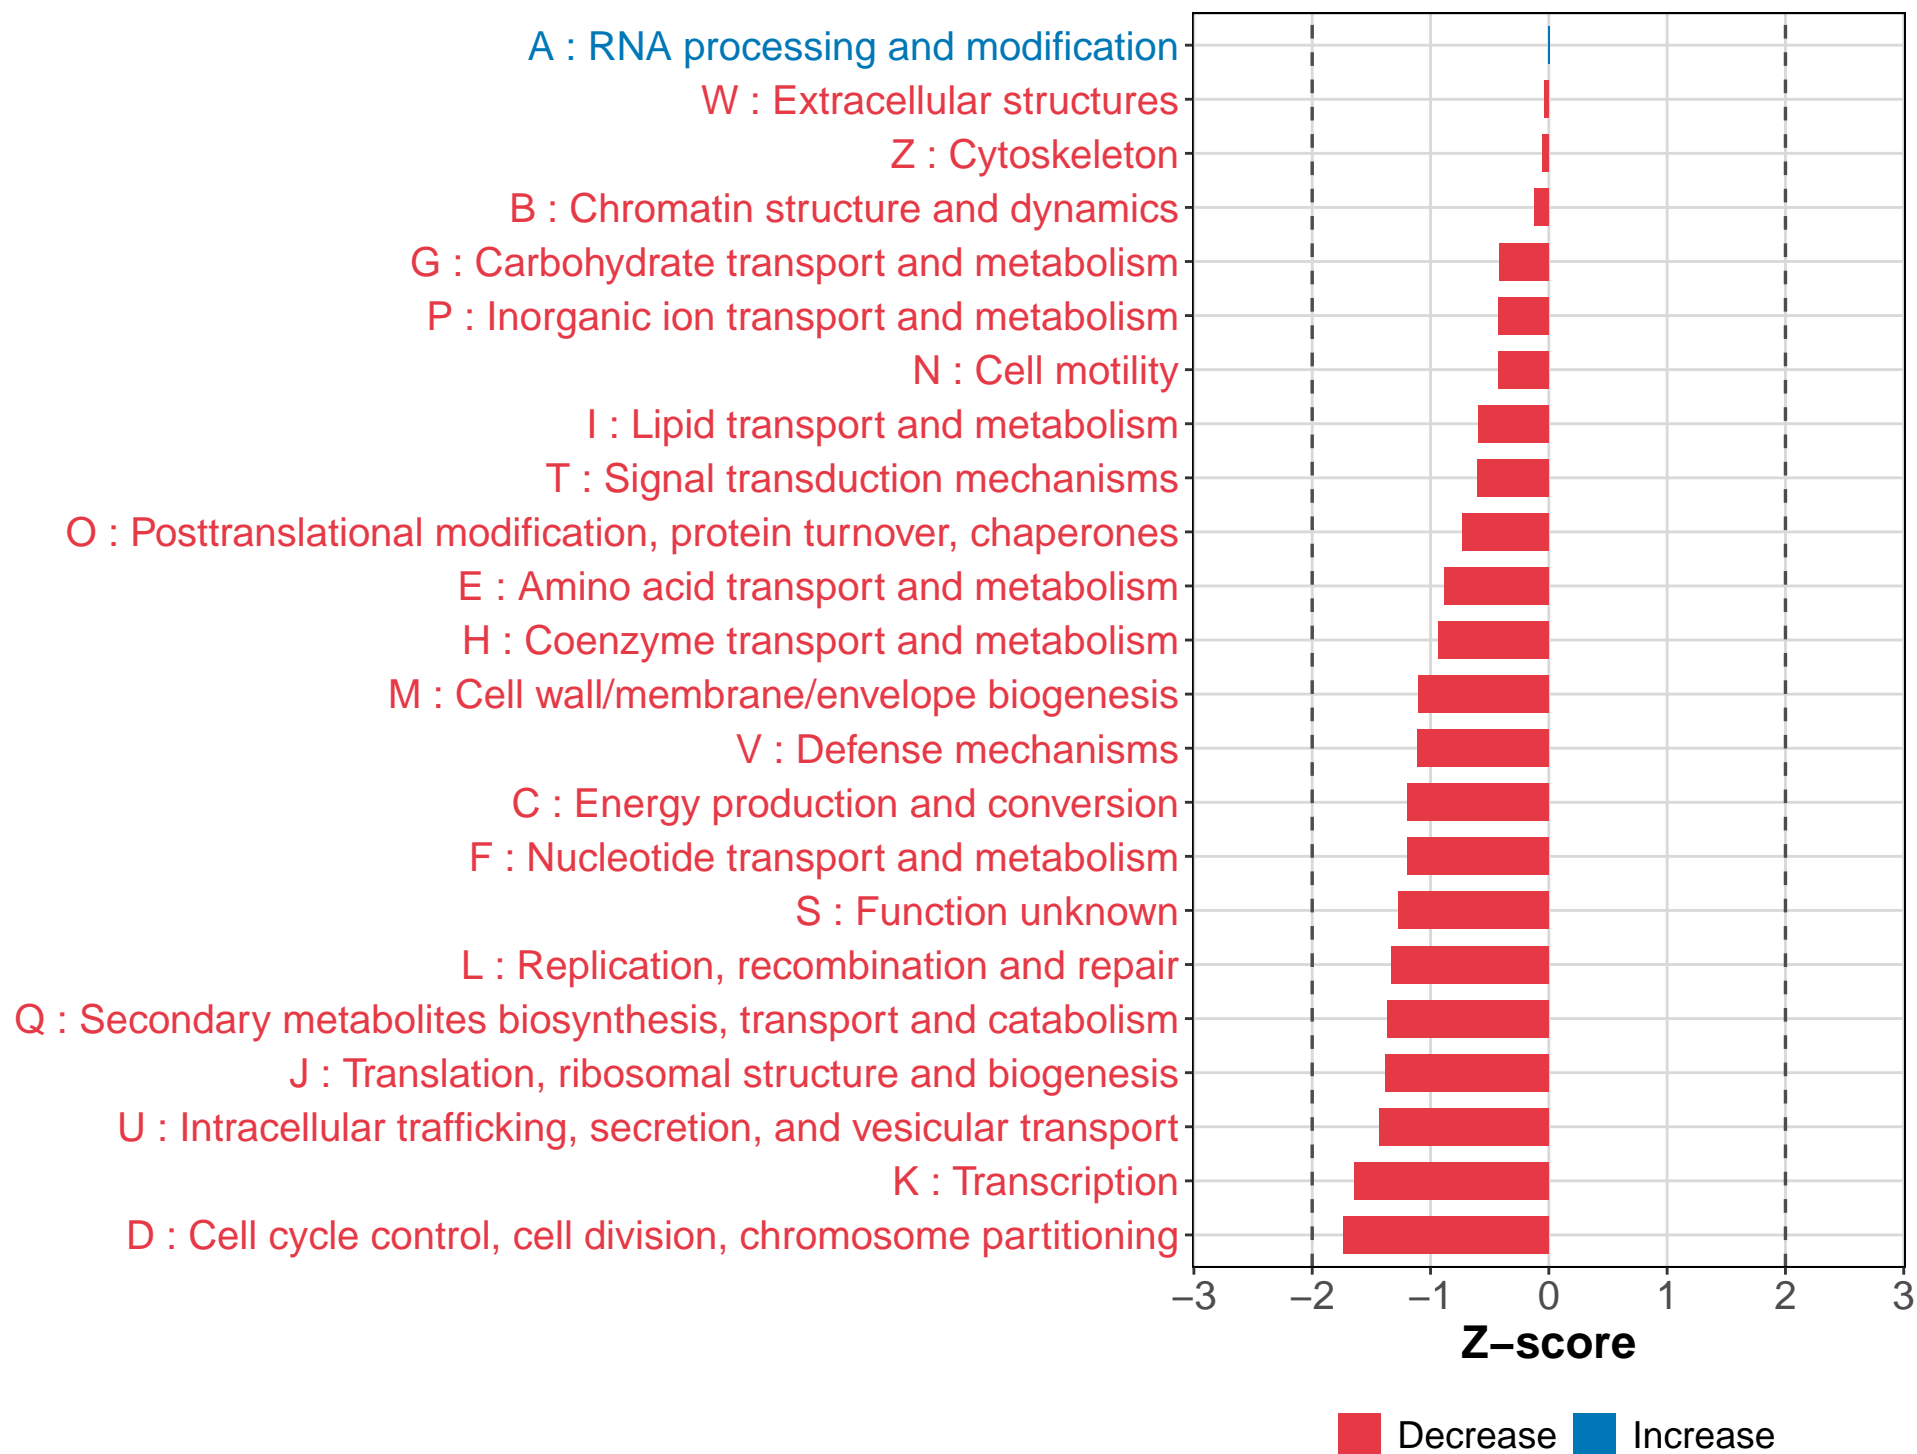 A : RNA processing and modification
W : Extracellular structures
Z : Cytoskeleton
B : Chromatin structure and dynamics
G : Carbohydrate transport and metabolism
P : Inorganic ion transport and metabolism
N : Cell motility
I : Lipid transport and metabolism
T : Signal transduction mechanisms
O : Posttranslational modification, protein turnover, chaperones
E : Amino acid transport and metabolism
H : Coenzyme transport and metabolism
M : Cell wall/membrane/envelope biogenesis
V : Defense mechanisms
C : Energy production and conversion
F : Nucleotide transport and metabolism
S : Function unknown
L : Replication, recombination and repair
Q : Secondary metabolites biosynthesis, transport and catabolism
J : Translation, ribosomal structure and biogenesis
U : Intracellular trafficking, secretion, and vesicular transport
K : Transcription
D : Cell cycle control, cell division, chromosome partitioning
−3 −2 −1 0 1 2 3
Z−score
Decrease Increase